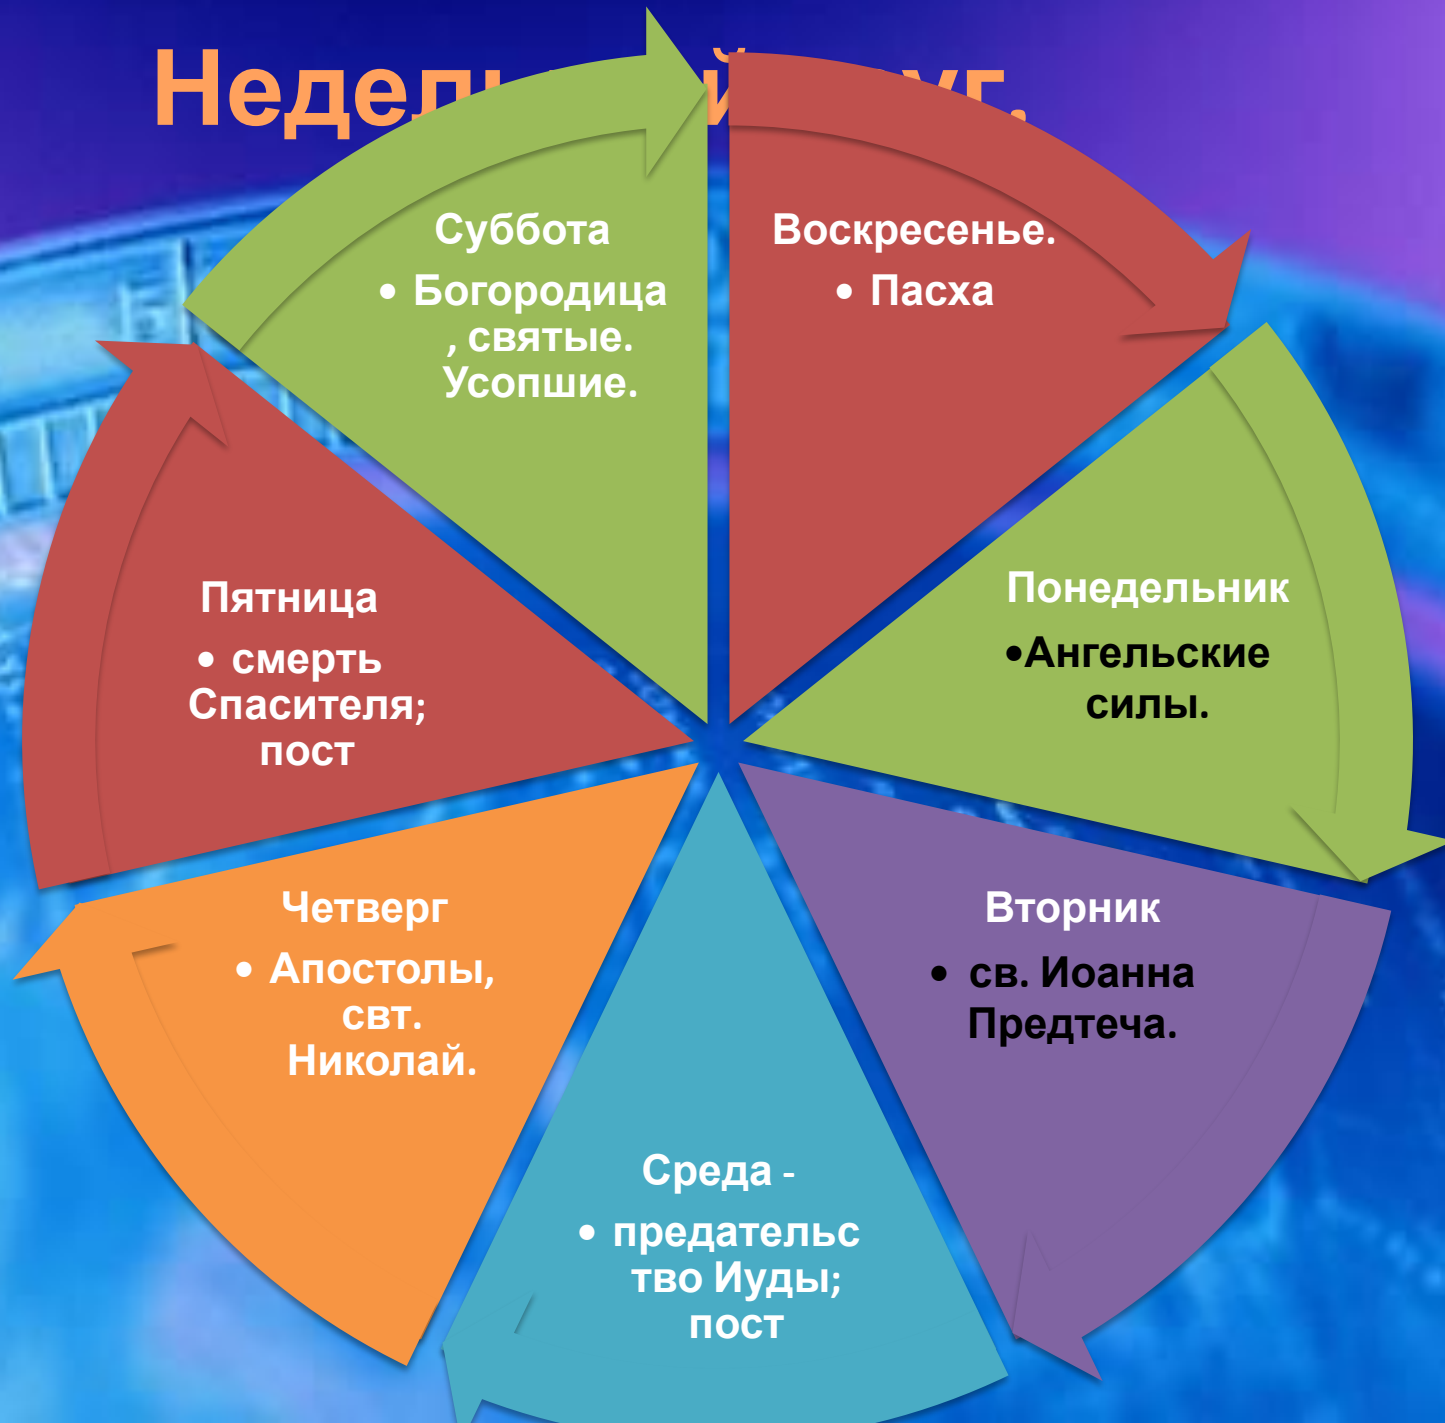 Воскресенье.
• Пасха
Понедельник
•Ангельские
силы.
Вторник
• св. Иоанна
Предтеча.
Среда -
• предательс
тво Иуды;
пост
Четверг
• Апостолы,
свт.
Николай.
Пятница
• смерть
Спасителя;
пост
Суббота
• Богородица
, святые.
Усопшие.